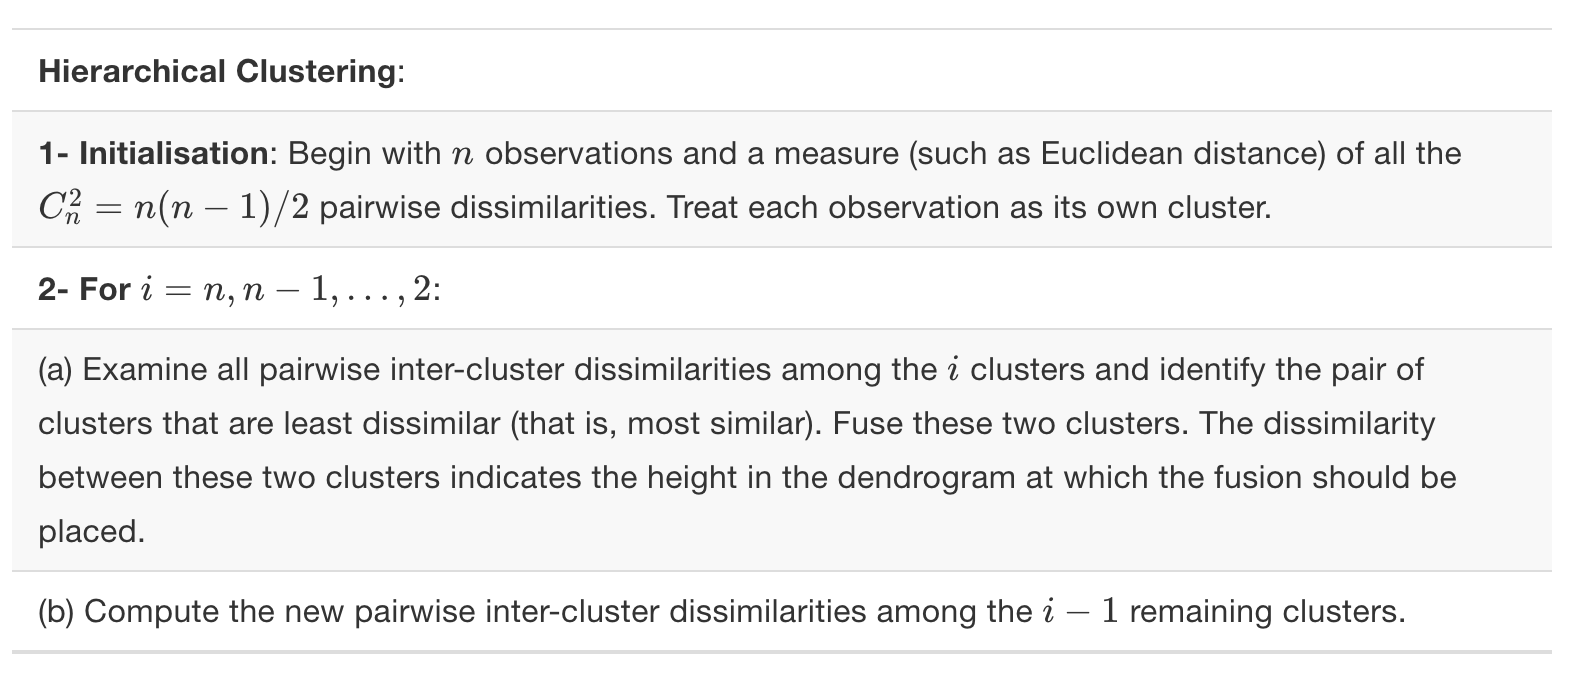 Hierarchical Clustering:
1- Initialisation: Begin with n observations and a measure (such as Euclidean distance) of all the
C_n^2 = n(n − 1)/2 pairwise dissimilarities. Treat each observation as its own cluster.
2- For i = n, n − 1, . . . , 2:
(a) Examine all pairwise inter-cluster dissimilarities among the i clusters and identify the pair of
clusters that are least dissimilar (that is, most similar). Fuse these two clusters. The dissimilarity
between these two clusters indicates the height in the dendrogram at which the fusion should be
placed.
(b) Compute the new pairwise inter-cluster dissimilarities among the i − 1 remaining clusters.